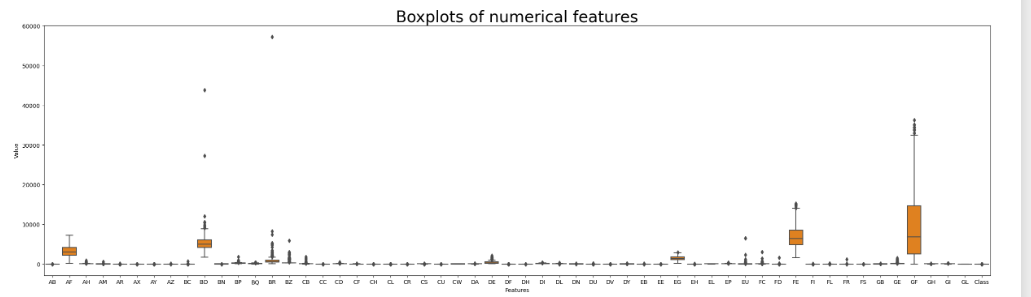 Boxplots of numerical features
60000
50000
40000
30000
20000
10000
0
Value
AB AF AH AM AR AX AY AZ BC BD BN BP BQ BR BZ CB CC CD CF CH CL CR CS CU CW DA DE DF DH DI DL DN DU DV DY EB EE EG EH EL EP EU FC FD FE FI FL FR FS GB GE GF GH GI GL Class
Features